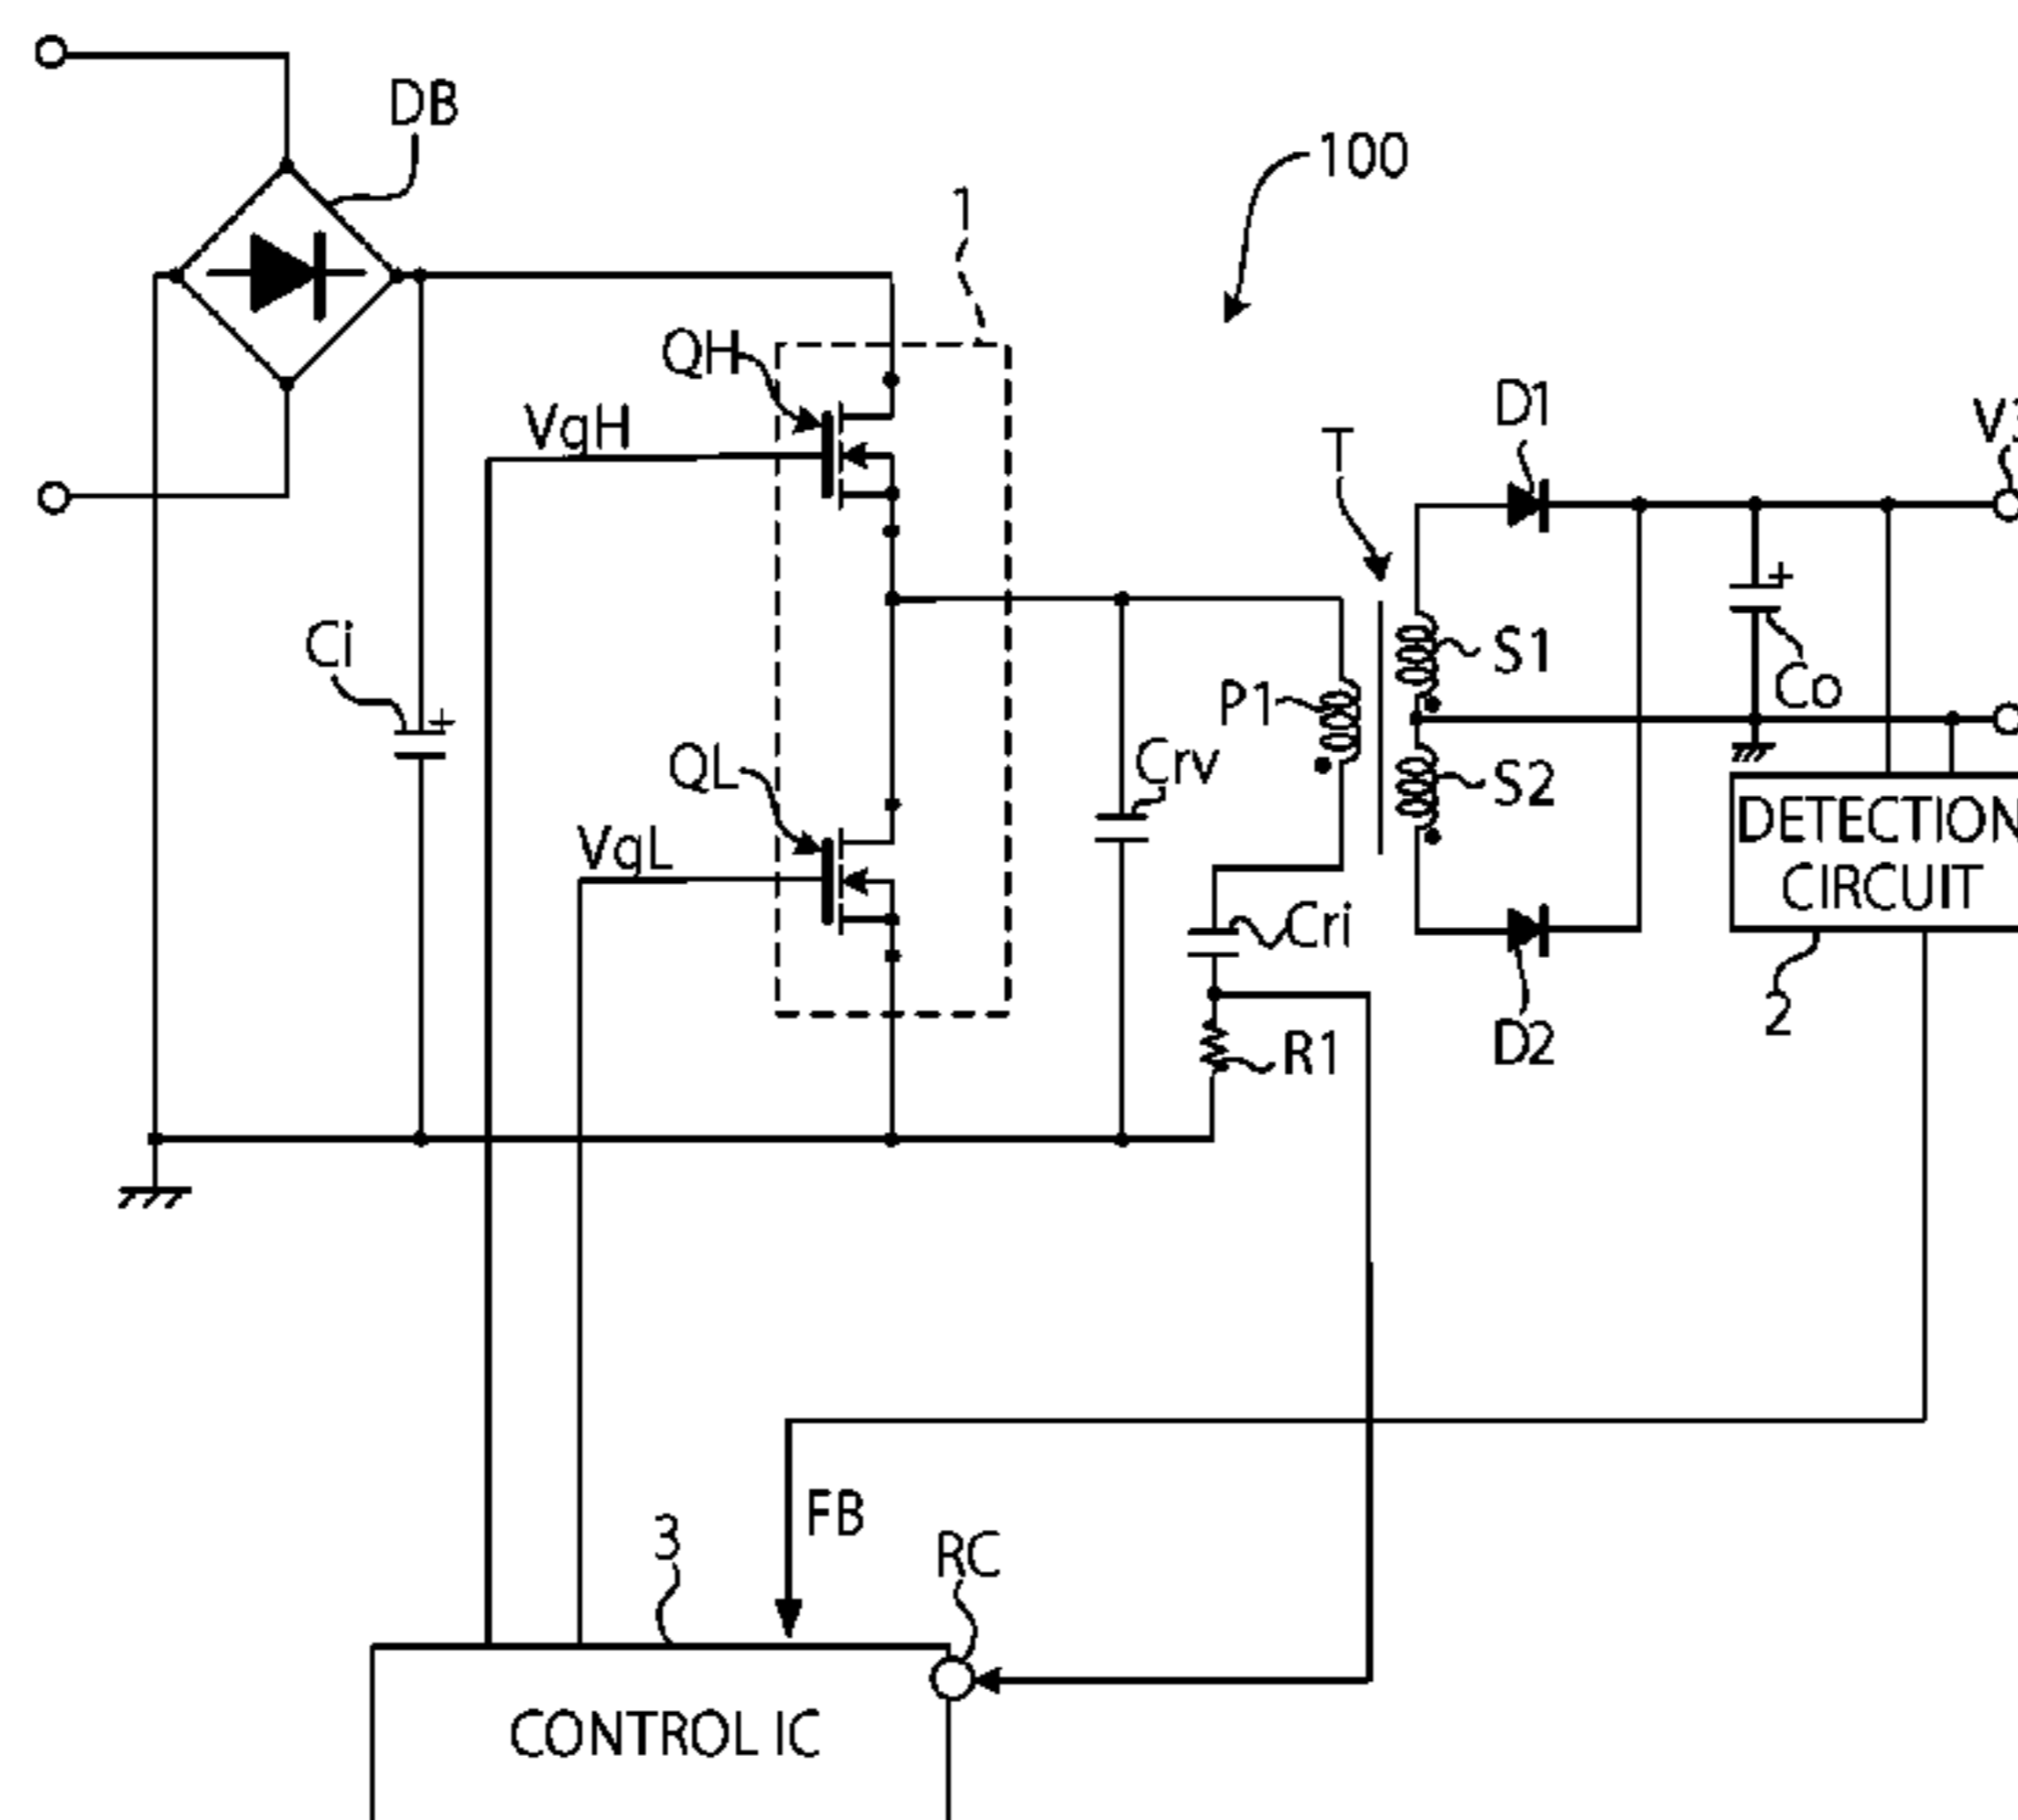 DB
100
1
QH
D1
VgH
T
Ci
S1
P1
Co
QL
Crv
S2
VgL
DETECTION
CIRCUIT
Cri
2
R1
D2
FB
3
RC
CONTROL IC
+
+